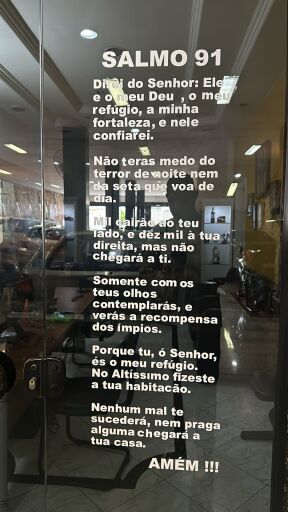 SALMO 91
Direi do Senhor: Ele
e o meu Deu , o meu
refúgio, a minha
fortaleza, e nele
confiarei.
Não teras medo do
terror de noite nem
da seta que voa de
dia.
Mil cairão ao teu
lado, e dez mil à tua
direita, mas não
chegará a ti.
Somente com os
teus olhos
contemplarás, e
verás a recompensa
dos ímpios.
Porque tu, ó Senhor,
és o meu refúgio.
No Altíssimo fizeste
a tua habitacão.
Nenhum mal te
sucederá, nem praga
alguma chegará a
tua casa.
AMÉM !!!